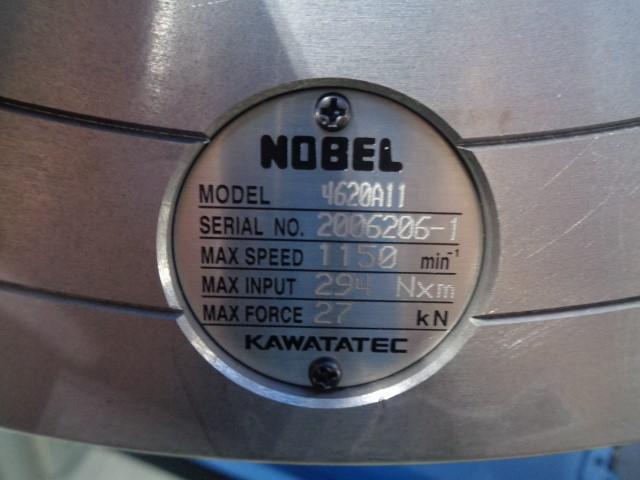 NOBEL
MODEL 4620A11
SERIAL NO. 2006206-1
MAX SPEED 1150 min⁻¹
MAX INPUT 294 Nxm
MAX FORCE 27 kN
KAWATATEC